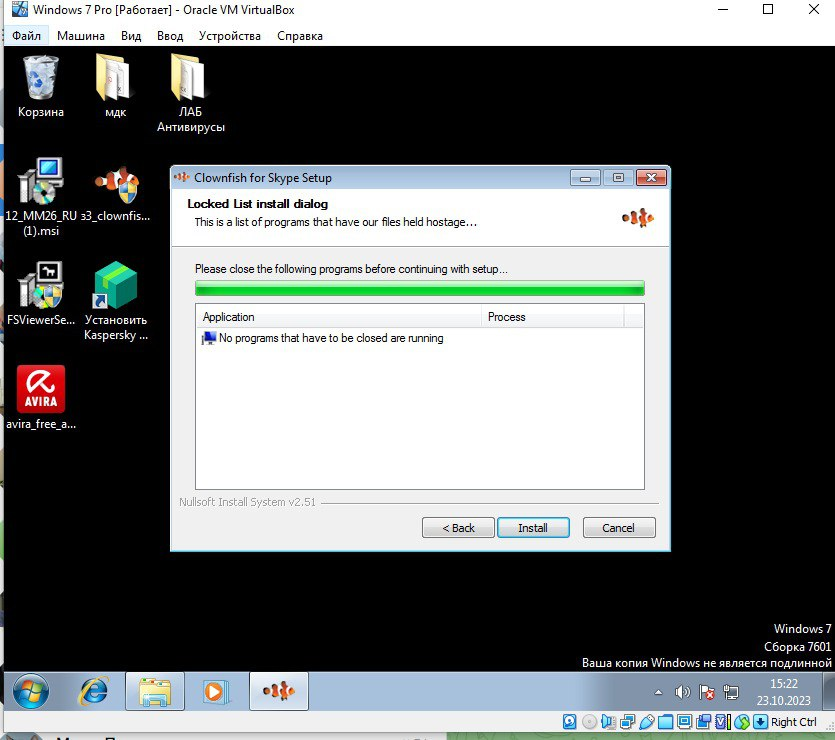 Windows 7 Pro [Работает] - Oracle VM VirtualBox
Файл Машина Вид Ввод Устройства Справка
Корзина
мдк
ЛАБ
Антивирусы
12_MM26_RU
(1).msi
з3_clownfis...
FSViewerSe...
Установить
Kaspersky ...
AVIRA
avira_free_a...
Clownfish for Skype Setup
Locked List install dialog
This is a list of programs that have our files held hostage...
Please close the following programs before continuing with setup...
Application Process
No programs that have to be closed are running
Nullsoft Install System v2.51
< Back Install Cancel
Windows 7
Сборка 7601
Ваша копия Windows не является подлинной
15:22
23.10.2023
Right Ctrl